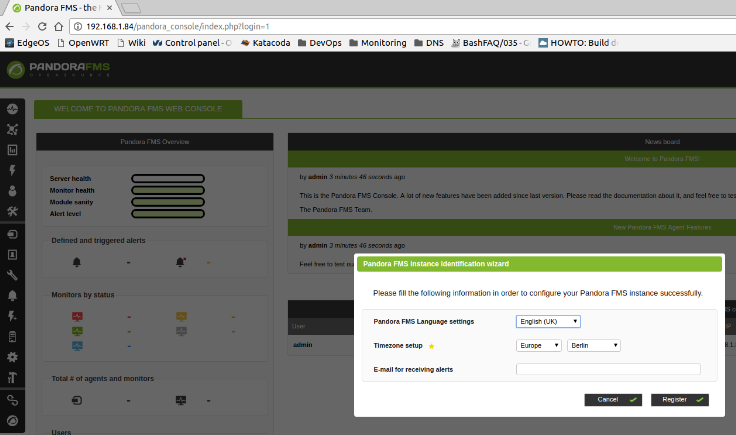 Pandora FMS - the F
192.168.1.84/pandora_console/index.php?login=1
EdgeOS OpenWRT Wiki Control panel - O Katacoda DevOps Monitoring DNS BashFAQ/035 - G HOWTO: Build d
PANDORAFMS
WELCOME TO PANDORA FMS WEB CONSOLE
Pandora FMS Overview
Server health
Monitor health
Module sanity
Alert level
Defined and triggered alerts
- -
Monitors by status
- -
- -
-
Total # of agents and monitors
- -
Users
News board
Welcome to Pandora FMS!
by admin 3 minutes 46 seconds ago
This is the Pandora FMS Console. A lot of new features have been added since last version. Please read the documentation about it, and feel free to tes
The Pandora FMS Team.
New Pandora FMS Agent Features
by admin 3 minutes 46 seconds ago
Feel free to test ou
User
admin
Pandora FMS instance identification wizard
Please fill the following information in order to configure your Pandora FMS instance successfully.
Pandora FMS Language settings English (UK)
Timezone setup Europe Berlin
E-mail for receiving alerts
Cancel Register